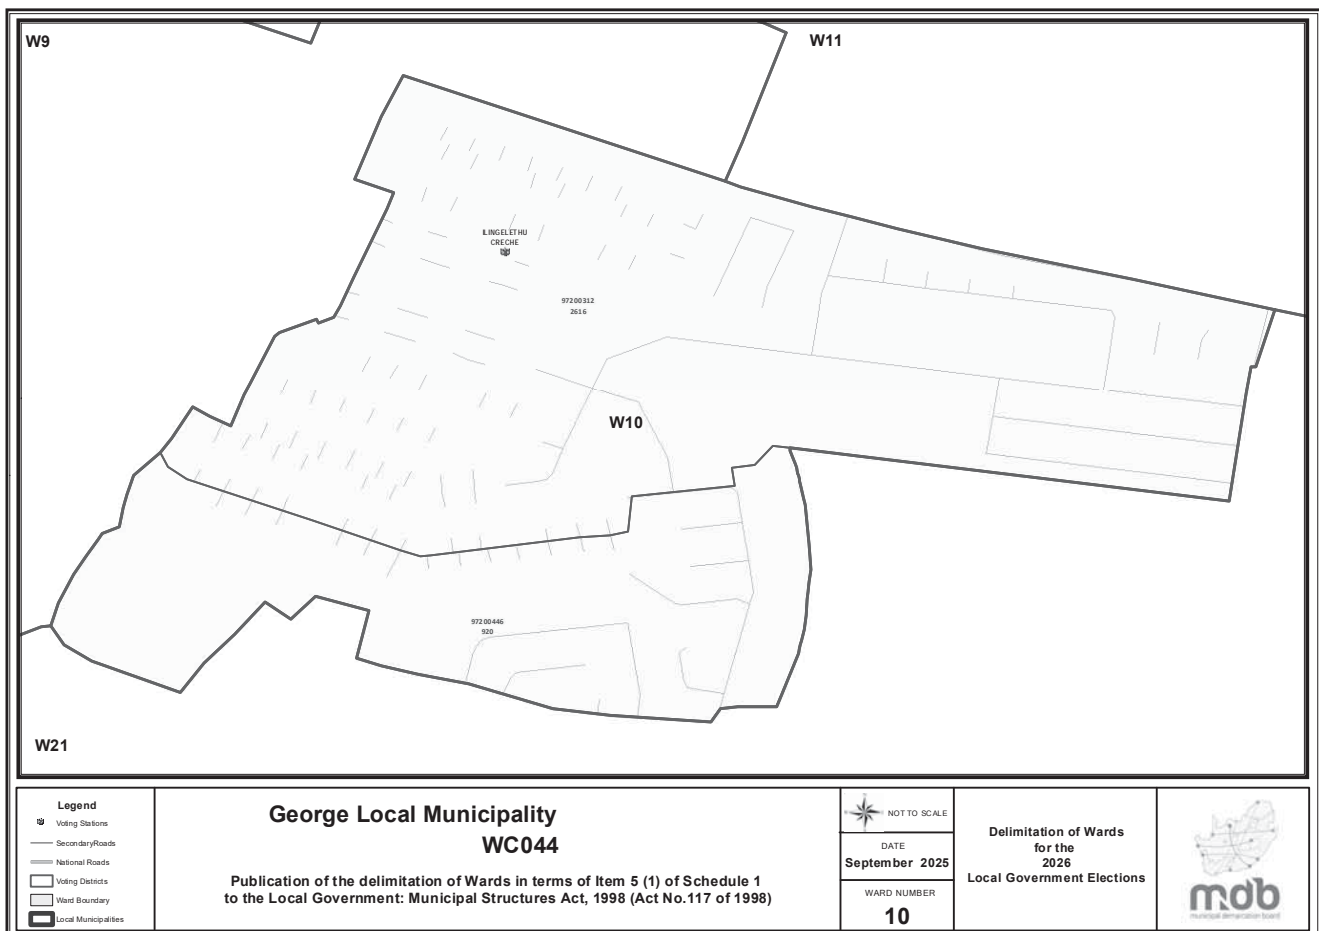 W9
W11
ILINGELETHU
CRECHE
97200312
2616
W10
97200446
920
W21
Legend
Voting Stations
SecondaryRoads
National Roads
Voting Districts
Ward Boundary
Local Municipalities
George Local Municipality
WC044
Publication of the delimitation of Wards in terms of Item 5 (1) of Schedule 1
to the Local Government: Municipal Structures Act, 1998 (Act No.117 of 1998)
NOT TO SCALE
DATE
September 2025
WARD NUMBER
10
Delimitation of Wards
for the
2026
Local Government Elections
mdb
municipal demarcation board